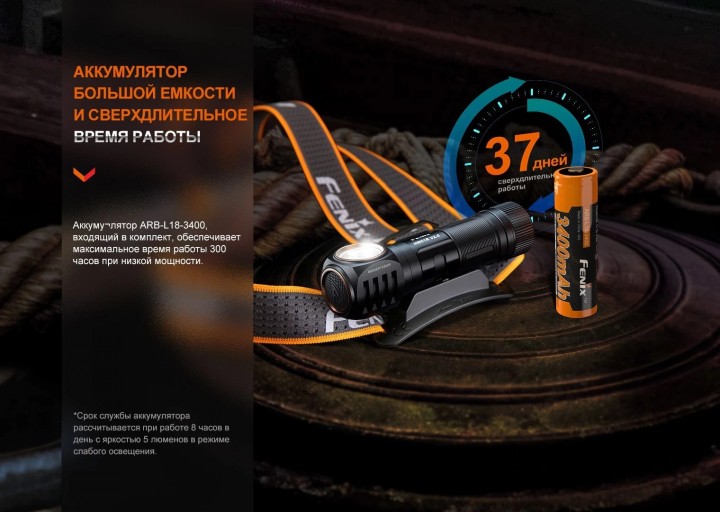 АККУМУЛЯТОР
БОЛЬШОЙ ЕМКОСТИ
И СВЕРХДЛИТЕЛЬНОЕ
ВРЕМЯ РАБОТЫ
Аккумулятор ARB-L18-3400,
входящий в комплект, обеспечивает
максимальное время работы 300
часов при низкой мощности.
*Срок службы аккумулятора
рассчитывается при работе 8 часов в
день с яркостью 5 люменов в режиме
слабого освещения.
37 дней
сверхдлительн
работы
FENIX
3400mAh
FENIX